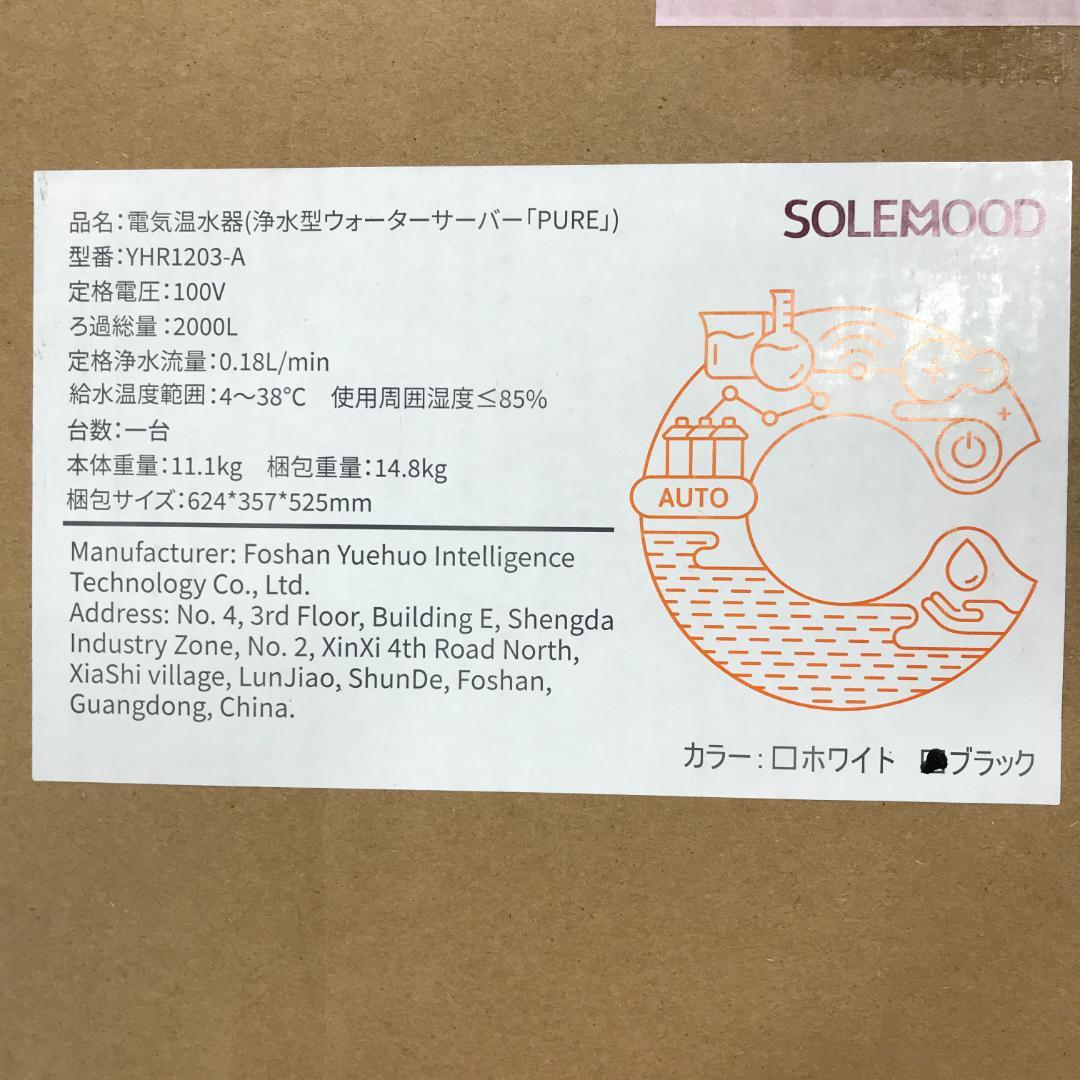 品名:電気温水器(浄水型ウォーターサーバー「PURE」)
型番:YHR1203-A
定格電圧:100V
ろ過総量:2000L
定格浄水流量:0.18L/min
給水温度範囲:4～38℃ 使用周囲湿度≦85%
台数:一台
本体重量:11.1kg 梱包重量:14.8kg
梱包サイズ:624*357*525mm
Manufacturer: Foshan Yuehuo Intelligence
Technology Co., Ltd.
Address: No. 4, 3rd Floor, Building E, Shengda
Industry Zone, No. 2, XinXi 4th Road North,
XiaShi village, LunJiao, ShunDe, Foshan,
Guangdong, China.
SOLEMOOD
AUTO
カラー:□ホワイト ■ブラック